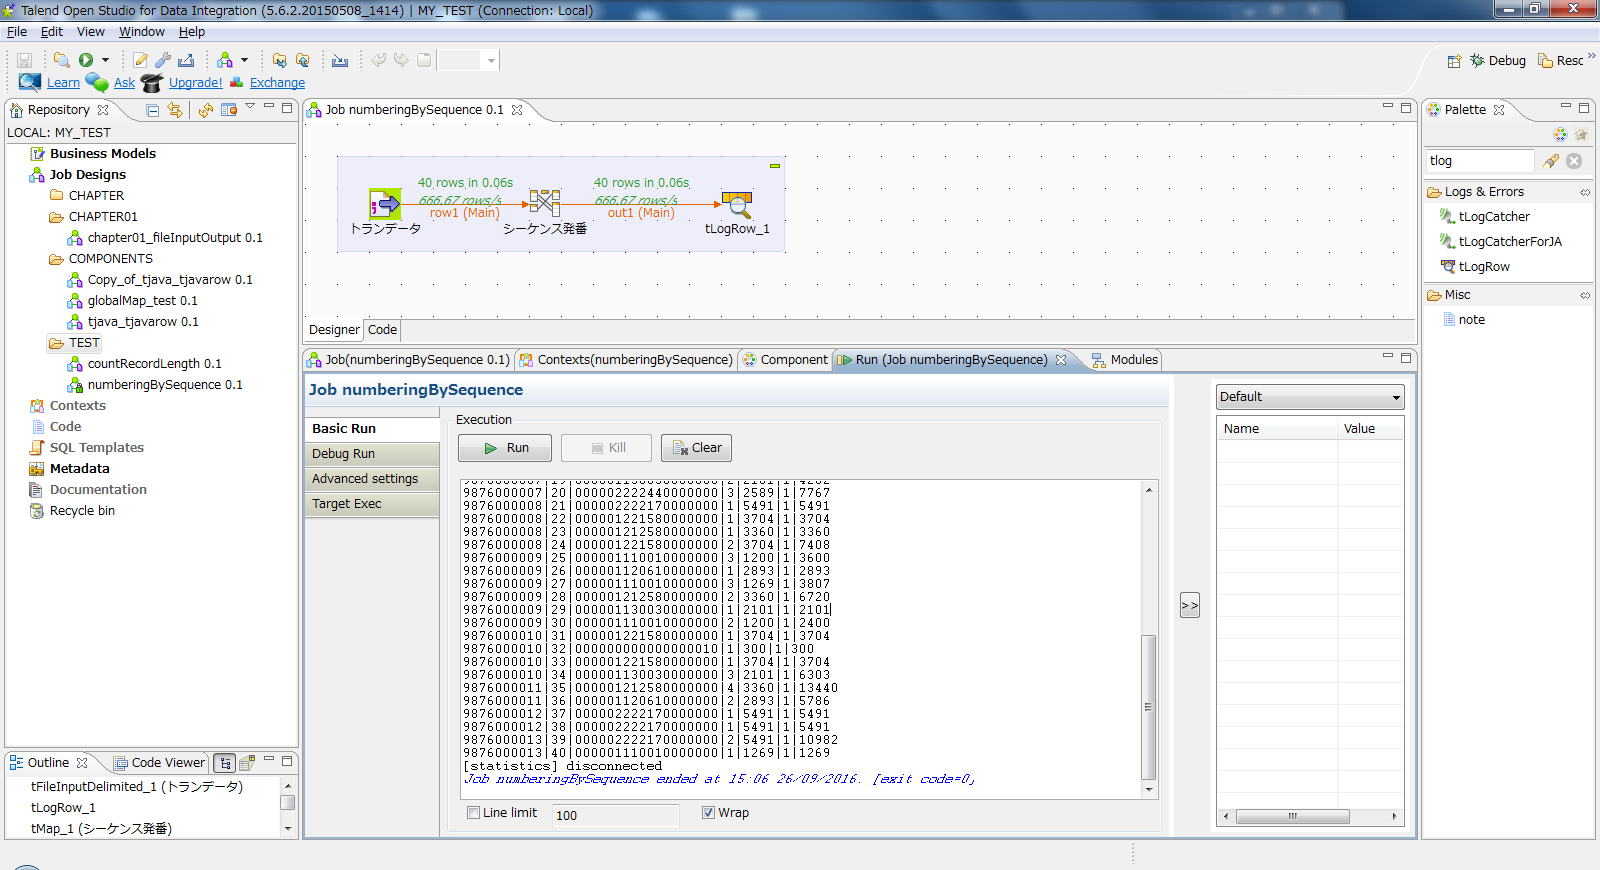 Talend Open Studio for Data Integration (5.6.2.20150508_1414) | MY_TEST (Connection: Local)
File Edit View Window Help
Debug Resc
Learn Ask Upgrade! Exchange
Repository
LOCAL: MY_TEST
Business Models
Job Designs
CHAPTER
CHAPTER01
chapter01_fileInputOutput 0.1
COMPONENTS
Copy_of_tjava_tjavarow 0.1
globalMap_test 0.1
tjava_tjavarow 0.1
TEST
countRecordLength 0.1
numberingBySequence 0.1
Contexts
Code
SQL Templates
Metadata
Documentation
Recycle bin
Outline Code Viewer
tFileInputDelimited_1 (トランデータ)
tLogRow_1
tMap_1 (シーケンス発番)
Job numberingBySequence 0.1
40 rows in 0.06s 40 rows in 0.06s
666.67 rows/s 666.67 rows/s
row1 (Main) out1 (Main)
トランデータ シーケンス発番 tLogRow_1
Designer Code
Job(numberingBySequence 0.1) Contexts(numberingBySequence) Component Run (Job numberingBySequence) Modules
Job numberingBySequence
Basic Run
Debug Run
Advanced settings
Target Exec
Execution
Run Kill Clear
9876000007|20|000002222440000000|3|2589|1|7767
9876000008|21|000002222170000000|1|5491|1|5491
9876000008|22|000001221580000000|1|3704|1|3704
9876000008|23|000001212580000000|1|3360|1|3360
9876000008|24|000001221580000000|2|3704|1|7408
9876000009|25|000001110010000000|3|1200|1|3600
9876000009|26|000001120610000000|1|2893|1|2893
9876000009|27|000001110010000000|3|1269|1|3807
9876000009|28|000001212580000000|2|3360|1|6720
9876000009|29|000001130030000000|1|2101|1|2101
9876000009|30|000001110010000000|2|1200|1|2400
9876000010|31|000001221580000000|1|3704|1|3704
9876000010|32|000000000000000010|1|300|1|300
9876000010|33|000001221580000000|1|3704|1|3704
9876000010|34|000001130030000000|3|2101|1|6303
9876000011|35|000001212580000000|4|3360|1|13440
9876000011|36|000001120610000000|2|2893|1|5786
9876000012|37|000002222170000000|1|5491|1|5491
9876000012|38|000002222170000000|1|5491|1|5491
9876000013|39|000002222170000000|2|5491|1|10982
9876000013|40|000001110010000000|1|1269|1|1269
[statistics] disconnected
Job numberingBySequence ended at 15:06 26/09/2016. [exit code=0]
Line limit 100 Wrap
>>
Default
Name Value
Palette
tlog
Logs & Errors
tLogCatcher
tLogCatcherForJA
tLogRow
Misc
note